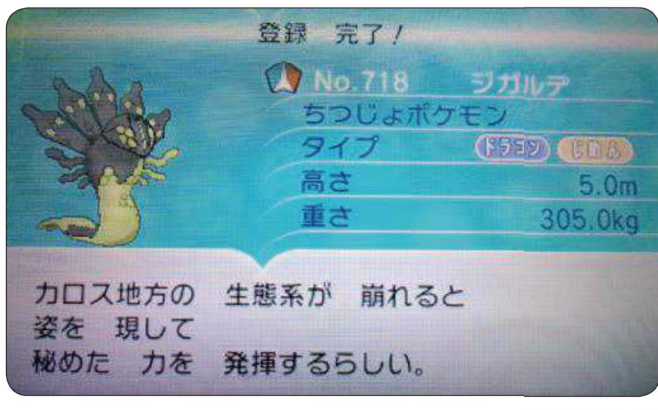 登録 完了!
No.718 ジガルデ
ちつじょポケモン
タイプ ドラゴン じめん
高さ 5.0m
重さ 305.0kg
カロス地方の 生態系が 崩れると
姿を 現して
秘めた 力を 発揮するらしい。